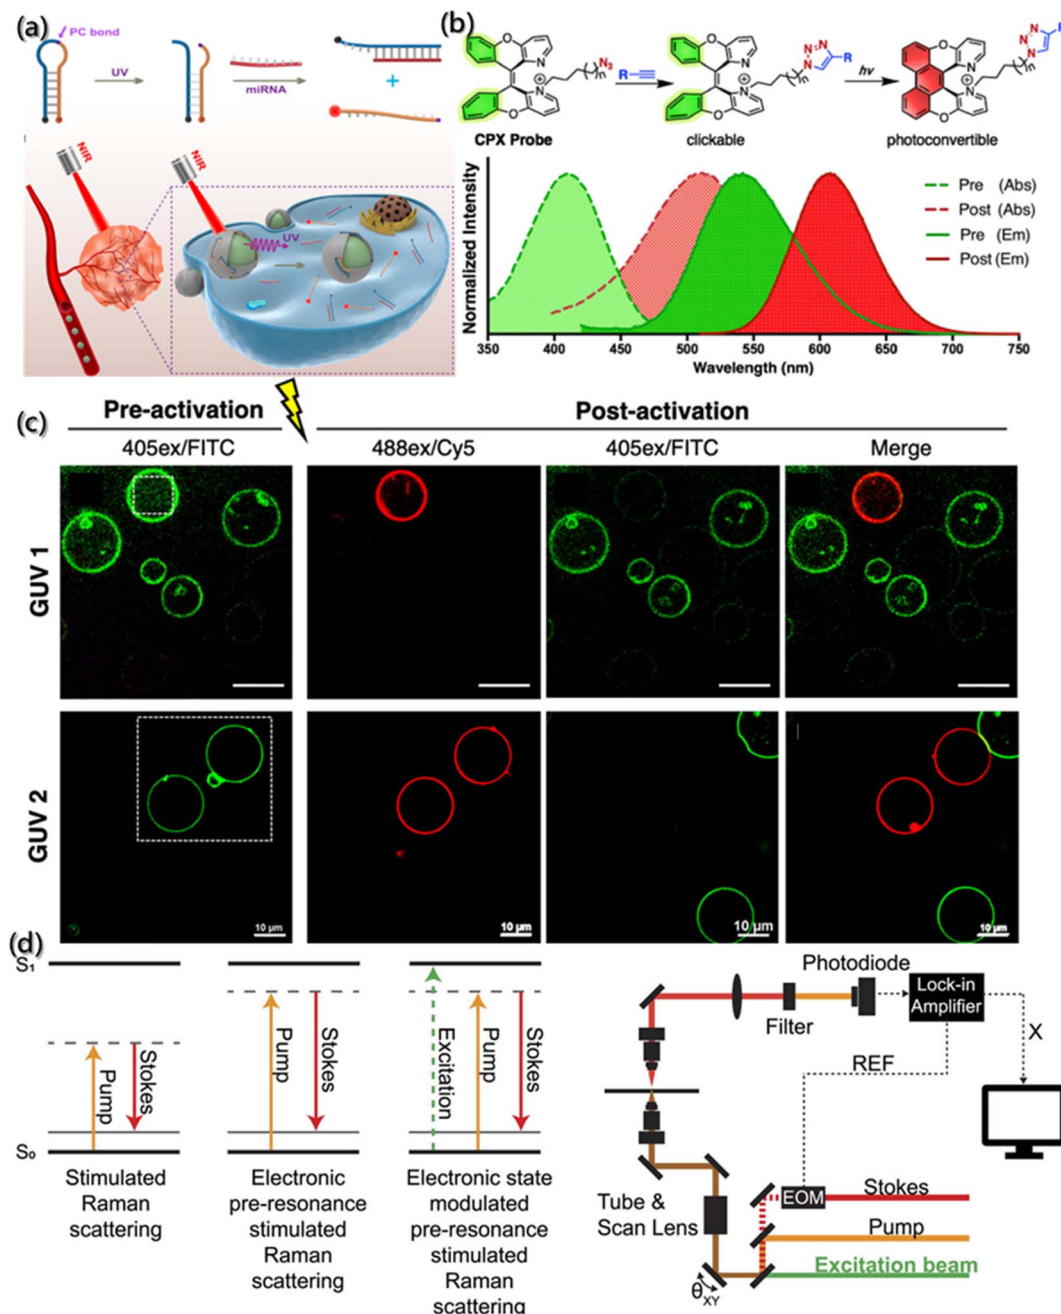 (a)
PC bond
UV
miRNA
+
NIR
NIR
UV
(b)
N3
( )n
R
N
N=N
R
( )n
hν
N
N=N
( )n
CPX Probe
clickable
photoconvertible
Normalized Intensity
Pre (Abs)
Post (Abs)
Pre (Em)
Post (Em)
350 400 450 500 550 600 650 700 750
Wavelength (nm)
Pre-activation
Post-activation
(c)
405ex/FITC
488ex/Cy5
405ex/FITC
Merge
GUV 1
GUV 2
10 µm
10 µm
10 µm
10 µm
(d)
S1
S0
Pump
Stokes
Pump
Stokes
Excitation
Pump
Stokes
Stimulated
Raman
scattering
Electronic
pre-resonance
stimulated
Raman
scattering
Electronic state
modulated
pre-resonance
stimulated
Raman
scattering
Photodiode
Lock-in
Amplifier
Filter
REF
X
Tube &
Scan Lens
EOM
Stokes
Pump
Excitation beam
θXY